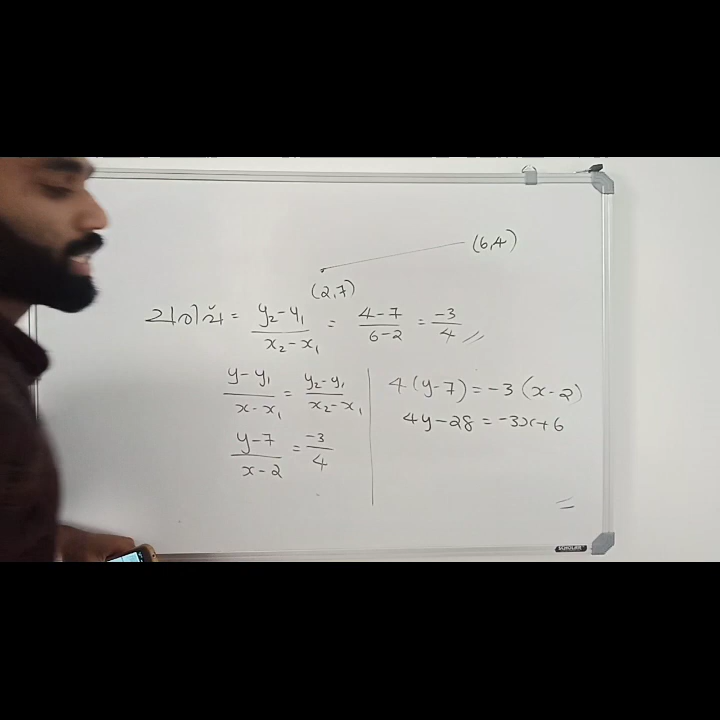 (6,4)
(2,7)
ചരിവ് = y₂-y₁/x₂-x₁ = 4-7/6-2 = -3/4 //
y-y₁/x-x₁ = y₂-y₁/x₂-x₁
y-7/x-2 = -3/4
4(y-7) = -3(x-2)
4y-28 = -3x+6
=
SCHOLAR